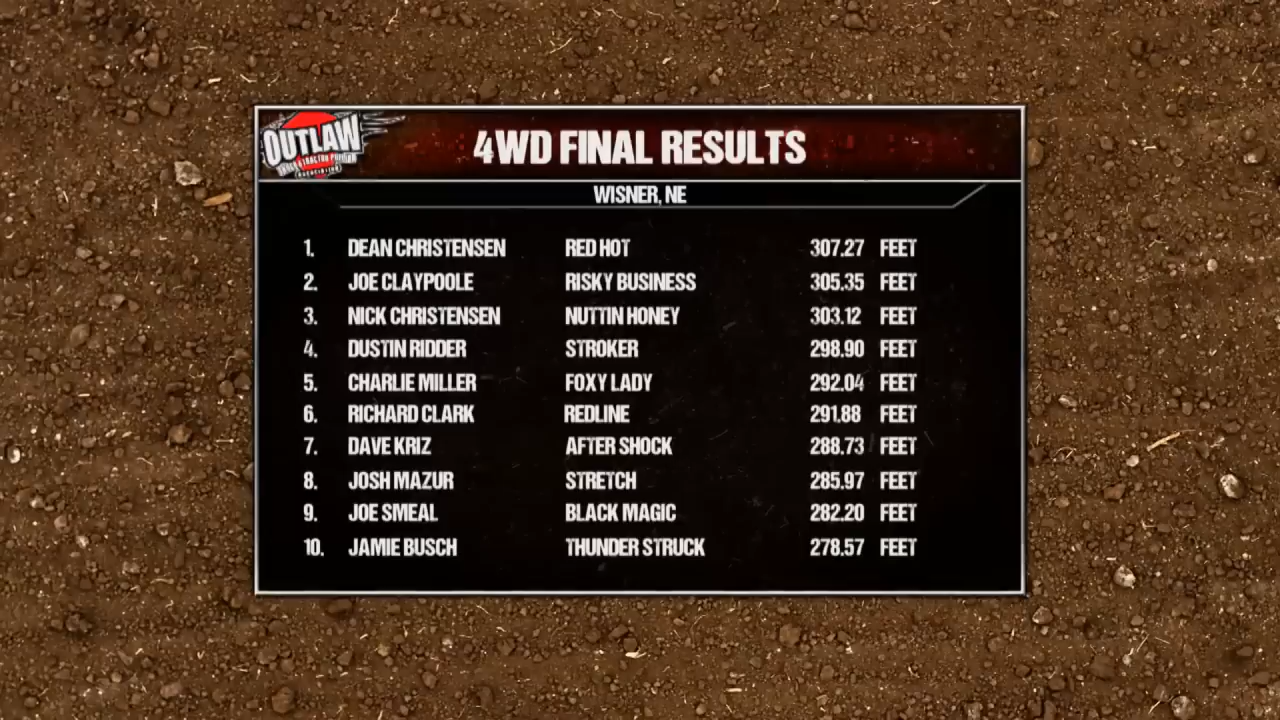 OUTLAW
4WD FINAL RESULTS
WISNER, NE
1. DEAN CHRISTENSEN RED HOT 307.27 FEET
2. JOE CLAYPOOLE RISKY BUSINESS 305.35 FEET
3. NICK CHRISTENSEN NUTTIN HONEY 303.12 FEET
4. DUSTIN RIDDER STROKER 298.90 FEET
5. CHARLIE MILLER FOXY LADY 292.04 FEET
6. RICHARD CLARK REDLINE 291.88 FEET
7. DAVE KRIZ AFTER SHOCK 288.73 FEET
8. JOSH MAZUR STRETCH 285.97 FEET
9. JOE SMEAL BLACK MAGIC 282.20 FEET
10. JAMIE BUSCH THUNDER STRUCK 278.57 FEET